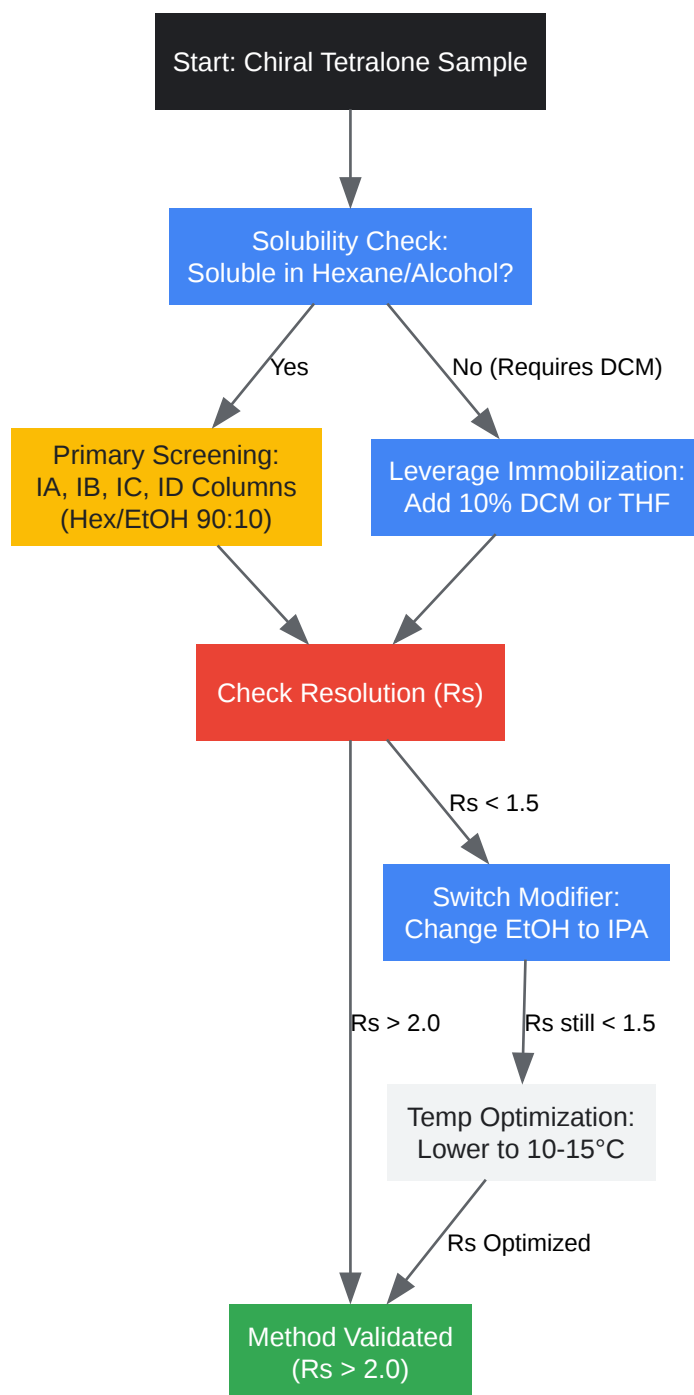 Start: Chiral Tetralone Sample
Solubility Check:
Soluble in Hexane/Alcohol?
Yes
No (Requires DCM)
Primary Screening:
IA, IB, IC, ID Columns
(Hex/EtOH 90:10)
Leverage Immobilization:
Add 10% DCM or THF
Check Resolution (Rs)
Rs < 1.5
Switch Modifier:
Change EtOH to IPA
Rs > 2.0
Rs still < 1.5
Temp Optimization:
Lower to 10-15°C
Rs Optimized
Method Validated
(Rs > 2.0)